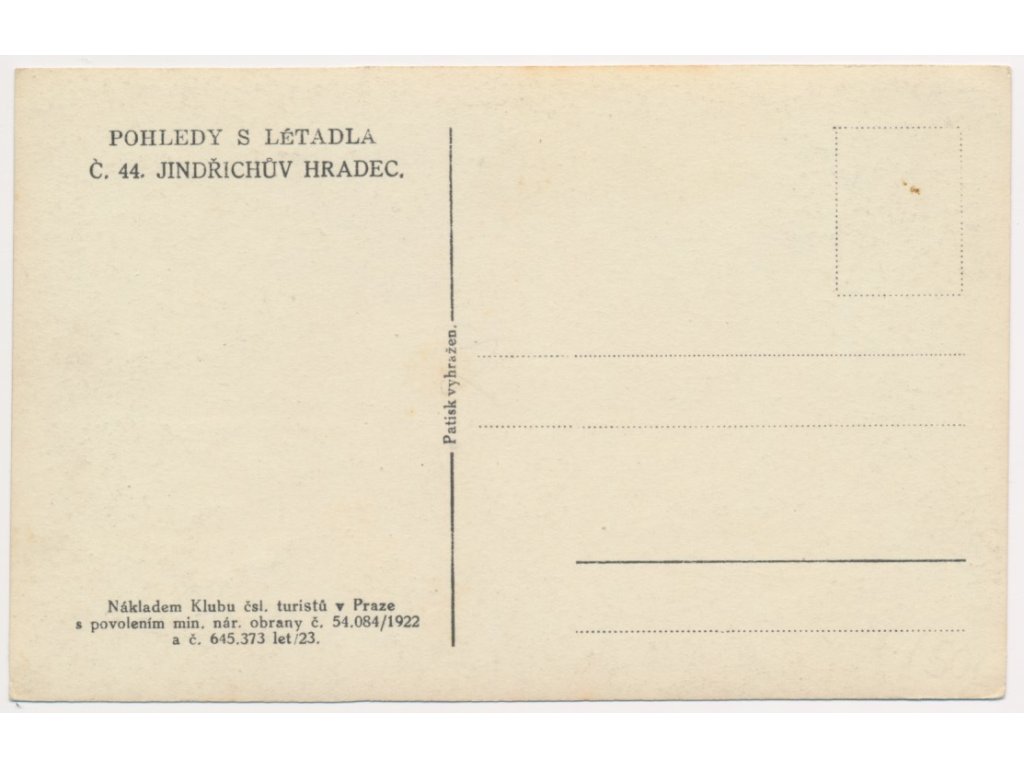 POHLEDY S LÉTADLA
Č. 44. JINDŘICHŮV HRADEC.
Patisk vyhražen.
Nákladem Klubu čsl. turistů v Praze
s povolením min. nár. obrany č. 54.084/1922
a č. 645.373 let/23.